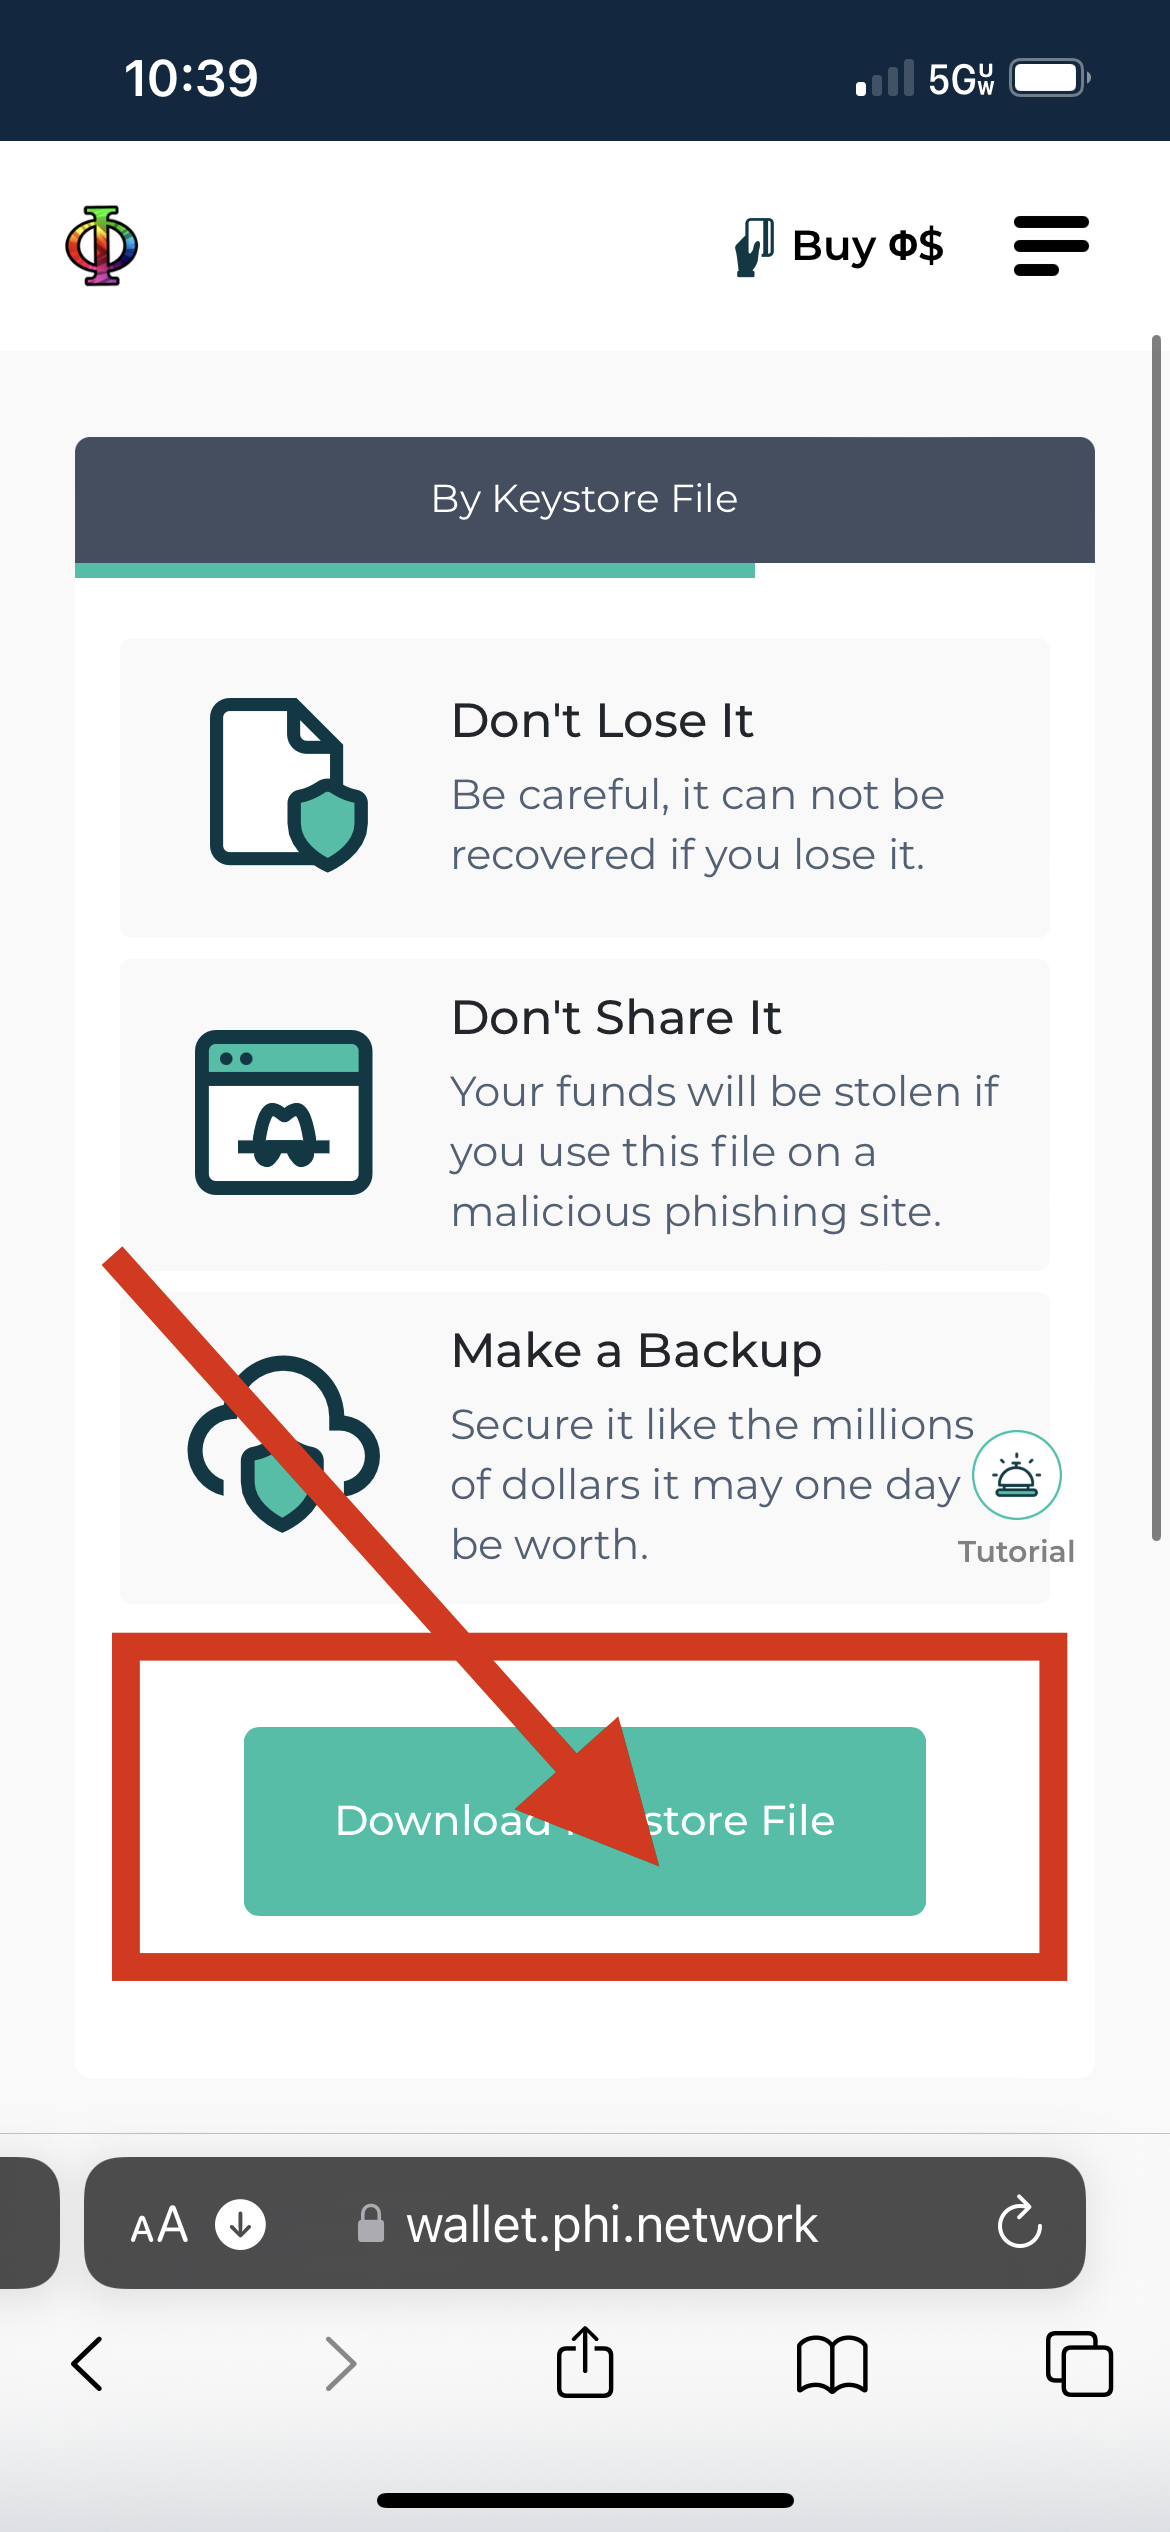 10:39
5G UW
Φ
Buy Φ$
By Keystore File
Don't Lose It
Be careful, it can not be
recovered if you lose it.
Don't Share It
Your funds will be stolen if
you use this file on a
malicious phishing site.
Make a Backup
Secure it like the millions
of dollars it may one day
be worth.
Tutorial
Download Keystore File
AA
wallet.phi.network